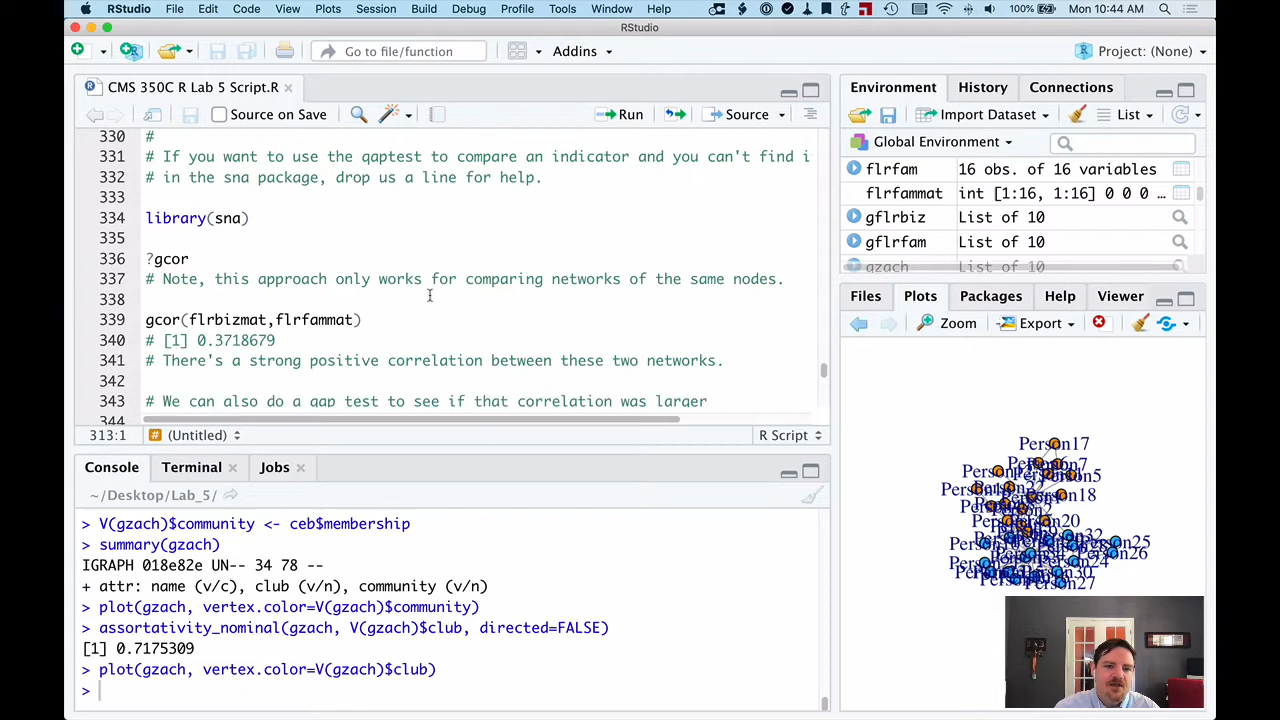 RStudio File Edit Code View Plots Session Build Debug Profile Tools Window Help 100% Mon 10:44 AM
RStudio
Go to file/function Addins Project: (None)
CMS 350C R Lab 5 Script.R
Source on Save Run Source
330 #
331 # If you want to use the qaptest to compare an indicator and you can't find i
332 # in the sna package, drop us a line for help.
333
334 library(sna)
335
336 ?gcor
337 # Note, this approach only works for comparing networks of the same nodes.
338
339 gcor(flrbizmat,flrfammat)
340 # [1] 0.3718679
341 # There's a strong positive correlation between these two networks.
342
343 # We can also do a qap test to see if that correlation was larger
344
313:1 (Untitled) R Script
Console Terminal Jobs
~/Desktop/Lab_5/
> V(gzach)$community <- ceb$membership
> summary(gzach)
IGRAPH 018e82e UN-- 34 78 --
+ attr: name (v/c), club (v/n), community (v/n)
> plot(gzach, vertex.color=V(gzach)$community)
> assortativity_nominal(gzach, V(gzach)$club, directed=FALSE)
[1] 0.7175309
> plot(gzach, vertex.color=V(gzach)$club)
>
Environment History Connections
Import Dataset List
Global Environment
flrfam 16 obs. of 16 variables
flrfammat int [1:16, 1:16] 0 0 0 …
gflrbiz List of 10
gflrfam List of 10
gzach List of 10
Files Plots Packages Help Viewer
Zoom Export
Person17
Person18
Person25
Person26
Person27